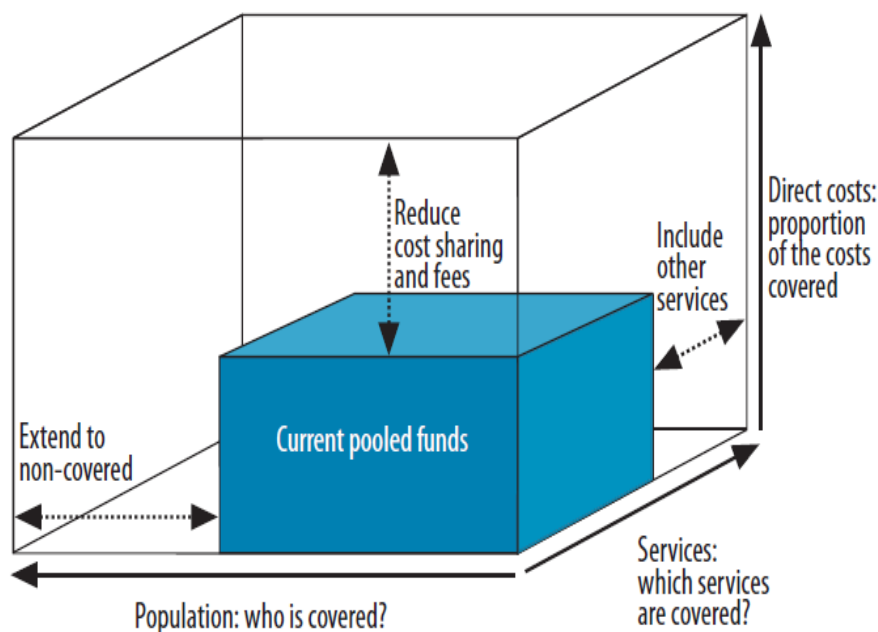 Reduce
cost sharing
and fees
Include
other
services
Direct costs:
proportion
of the costs
covered
Extend to
non-covered
Current pooled funds
Services:
which services
are covered?
Population: who is covered?